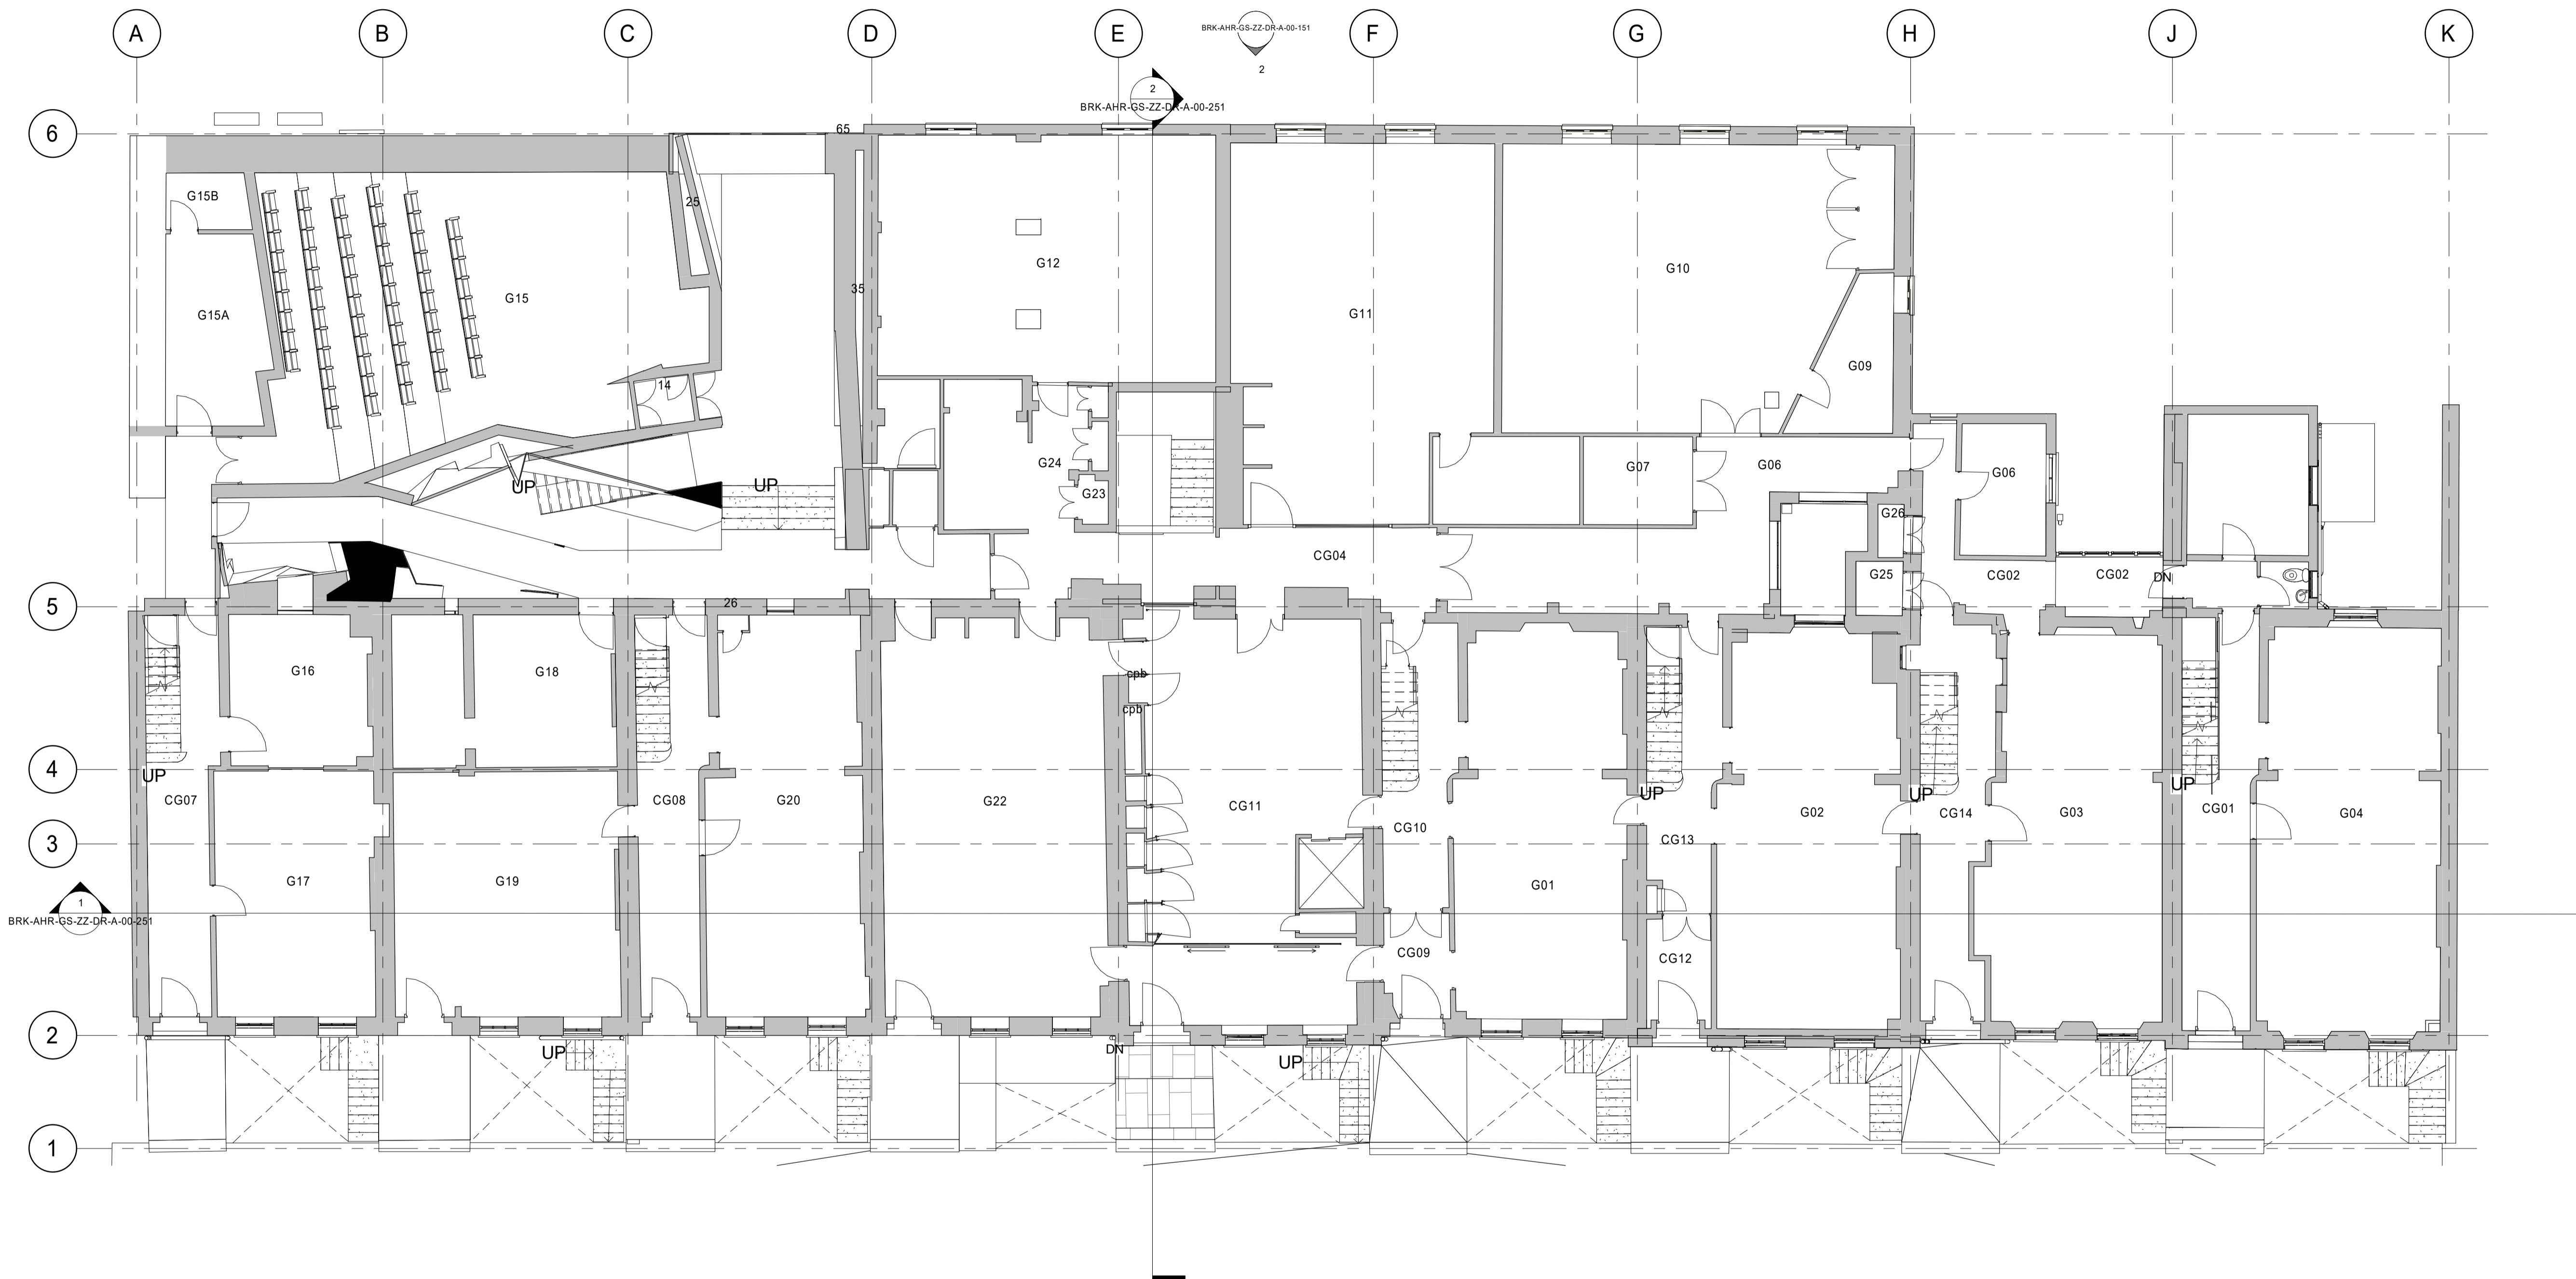 A B C D E F G H J K
BRK-AHR-GS-ZZ-DR-A-00-151
2
2
BRK-AHR-GS-ZZ-DR-A-00-251
6
65
G15B
25
G12
G10
35
G15
G11
G15A
G09
14
G24
G07
G06
G06
UP
UP
G23
G26
CG04
G25
CG02
CG02
DN
5
26
G16
G18
cpb
cpb
4
UP
UP
UP
UP
CG07
CG08
G20
G22
CG11
CG10
G02
CG14
G03
CG01
G04
3
CG13
G17
G19
G01
1
BRK-AHR-GS-ZZ-DR-A-00-251
CG09
CG12
2
UP
DN
UP
1